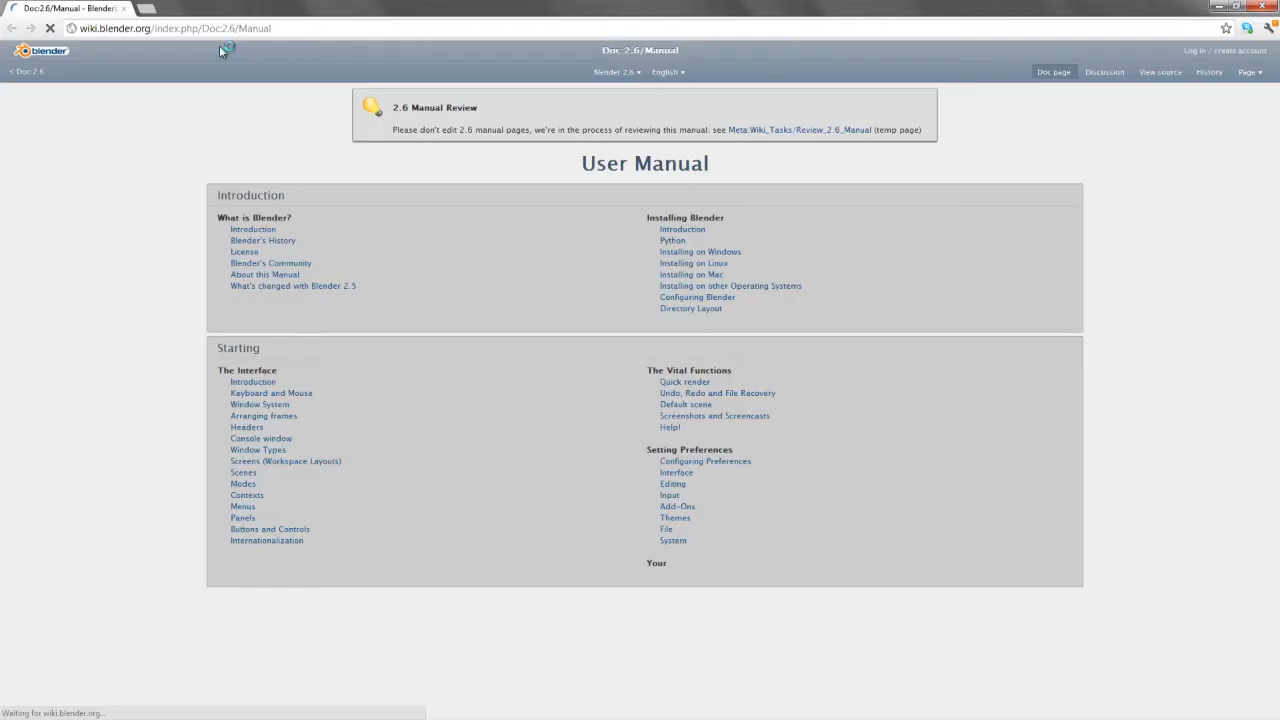 Doc:2.6/Manual - Blender
wiki.blender.org/index.php/Doc:2.6/Manual
blender
Doc:2.6/Manual
Log in / create account
< Doc:2.6
Blender 2.6
English
Doc page
Discussion
View source
History
Page
2.6 Manual Review
Please don't edit 2.6 manual pages, we're in the process of reviewing this manual: see Meta:Wiki_Tasks/Review_2.6_Manual (temp page)
User Manual
Introduction
What is Blender?
Introduction
Blender's History
License
Blender's Community
About this Manual
What's changed with Blender 2.5
Installing Blender
Introduction
Python
Installing on Windows
Installing on Linux
Installing on Mac
Installing on other Operating Systems
Configuring Blender
Directory Layout
Starting
The Interface
Introduction
Keyboard and Mouse
Window System
Arranging frames
Headers
Console window
Window Types
Screens (Workspace Layouts)
Scenes
Modes
Contexts
Menus
Panels
Buttons and Controls
Internationalization
The Vital Functions
Quick render
Undo, Redo and File Recovery
Default scene
Screenshots and Screencasts
Help!
Setting Preferences
Configuring Preferences
Interface
Editing
Input
Add-Ons
Themes
File
System
Your
Waiting for wiki.blender.org...